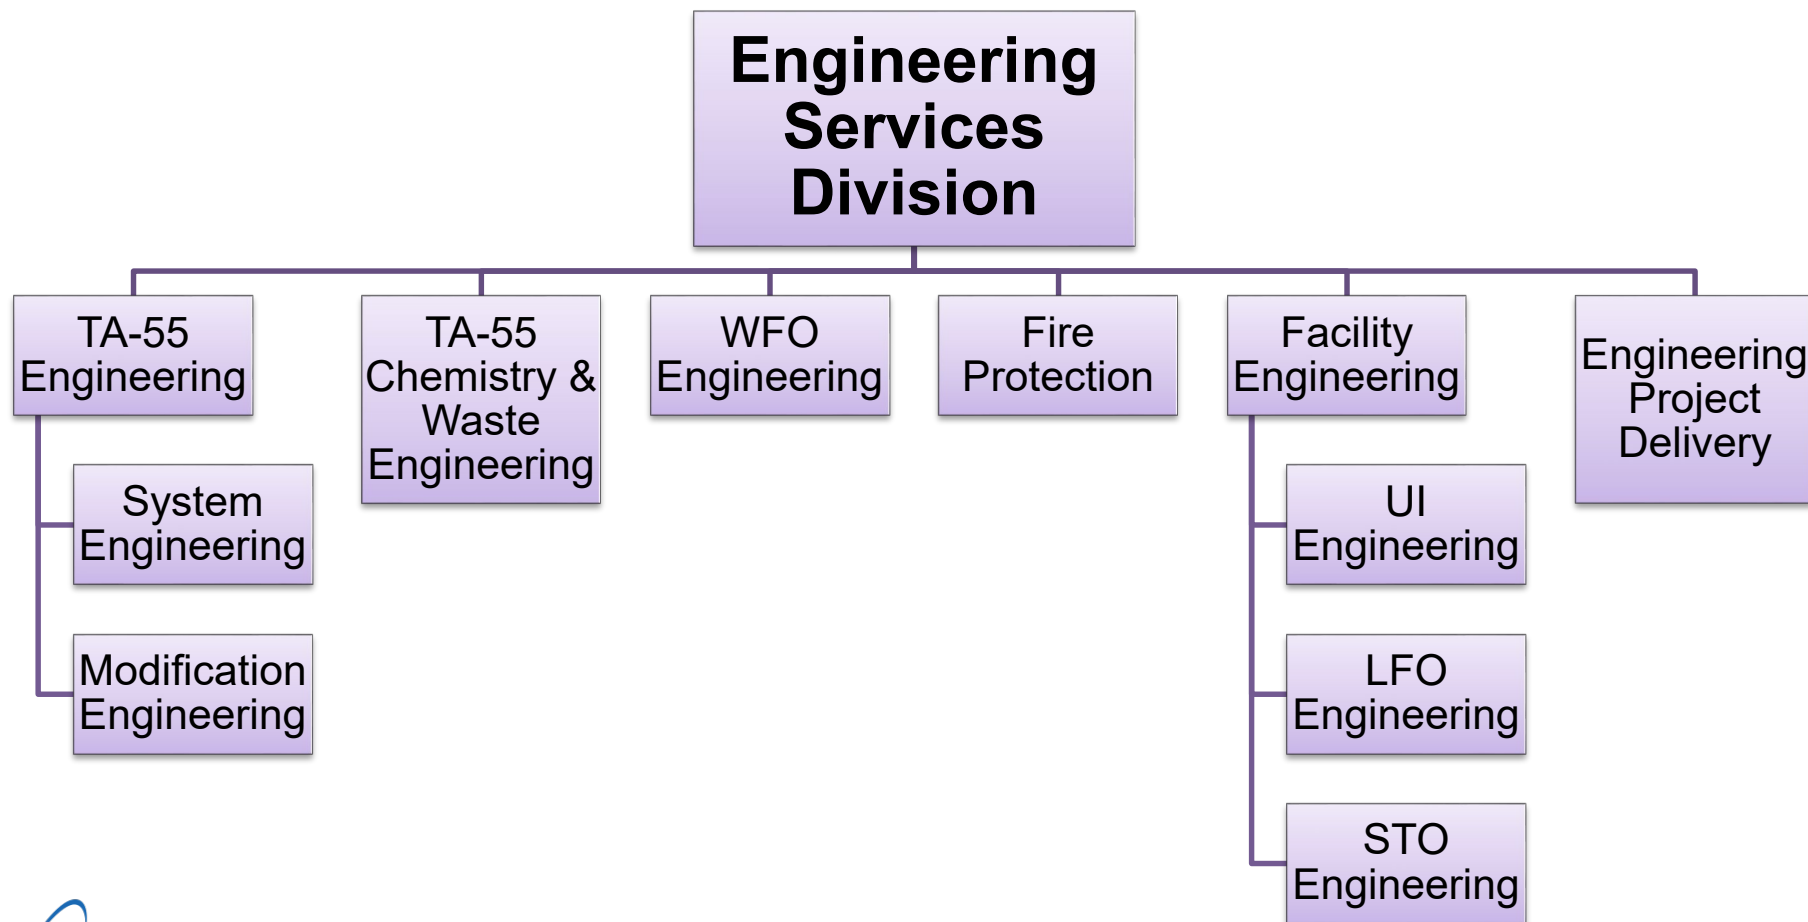 Engineering
Services
Division
TA-55
Engineering
System
Engineering
Modification
Engineering
TA-55
Chemistry &
Waste
Engineering
WFO
Engineering
Fire
Protection
Facility
Engineering
UI
Engineering
LFO
Engineering
STO
Engineering
Engineering
Project
Delivery